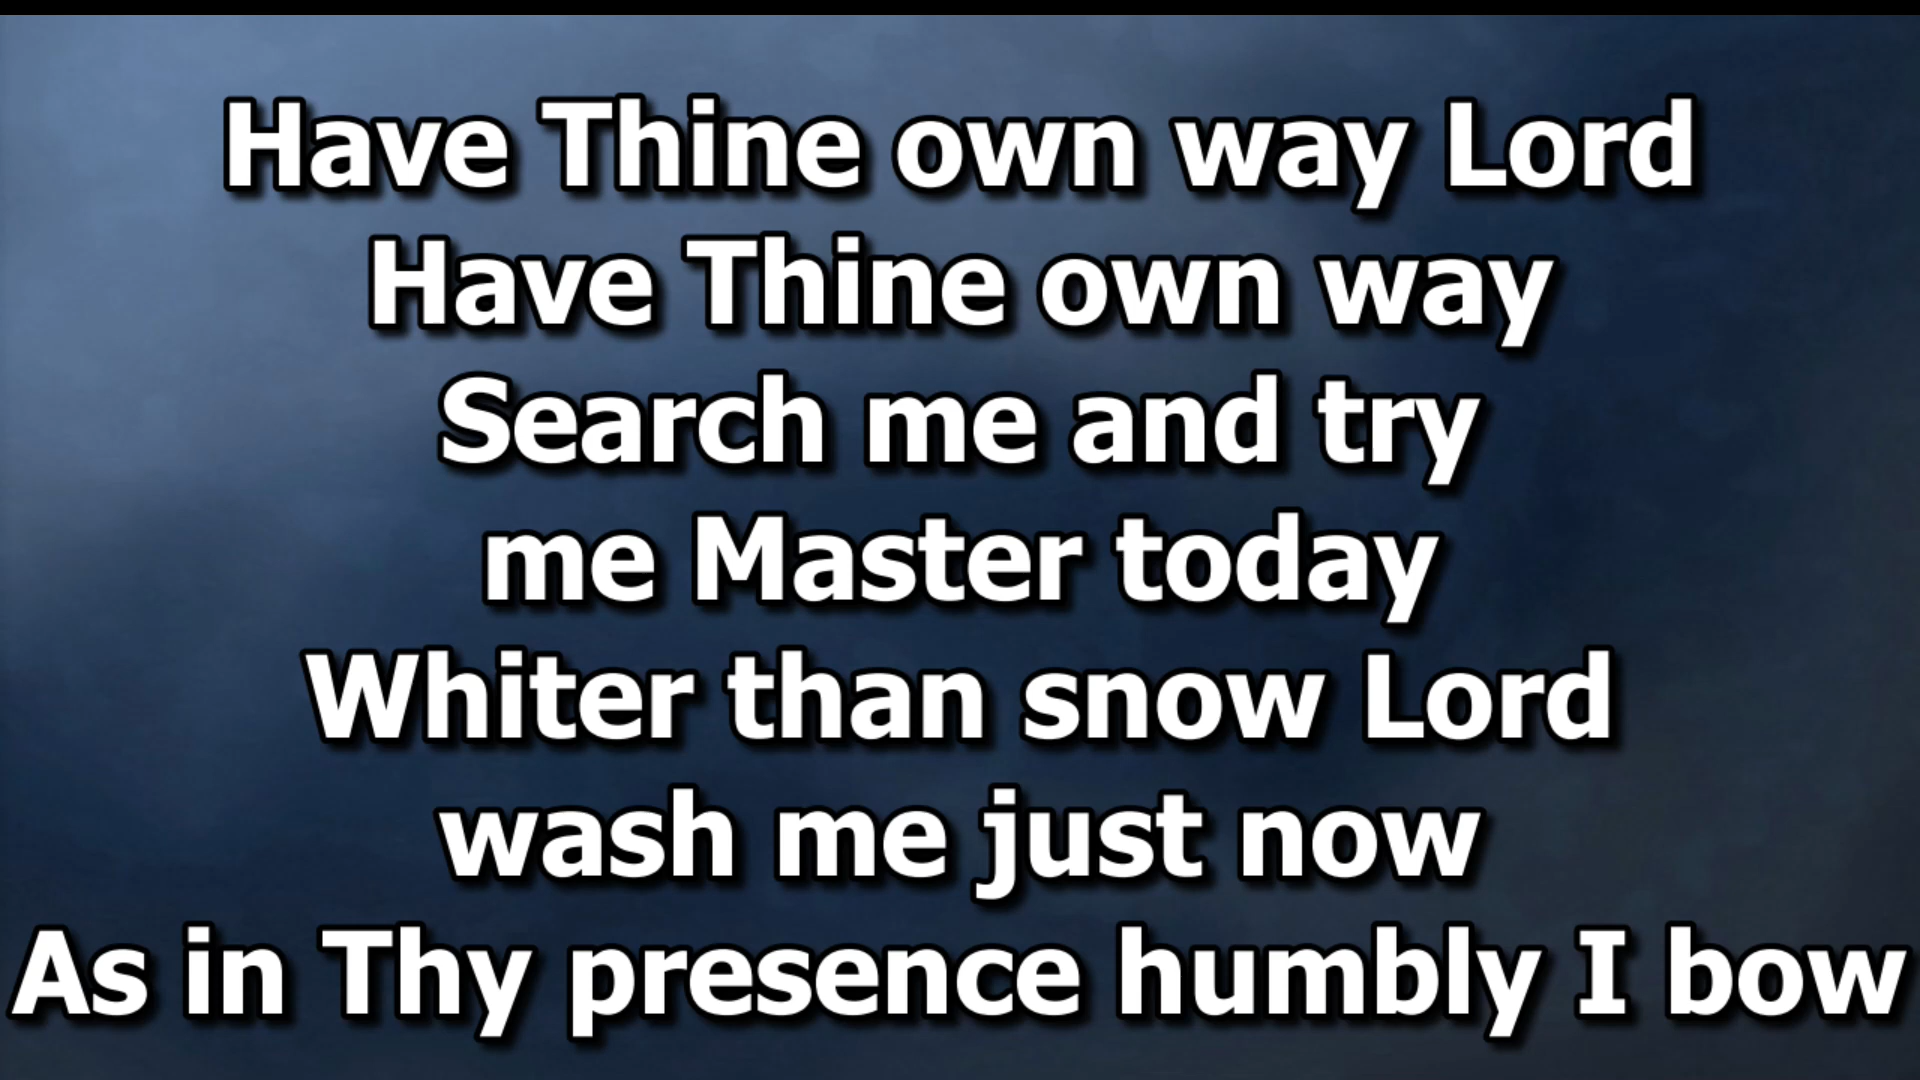 Have Thine own way Lord
Have Thine own way
Search me and try
me Master today
Whiter than snow Lord
wash me just now
As in Thy presence humbly I bow